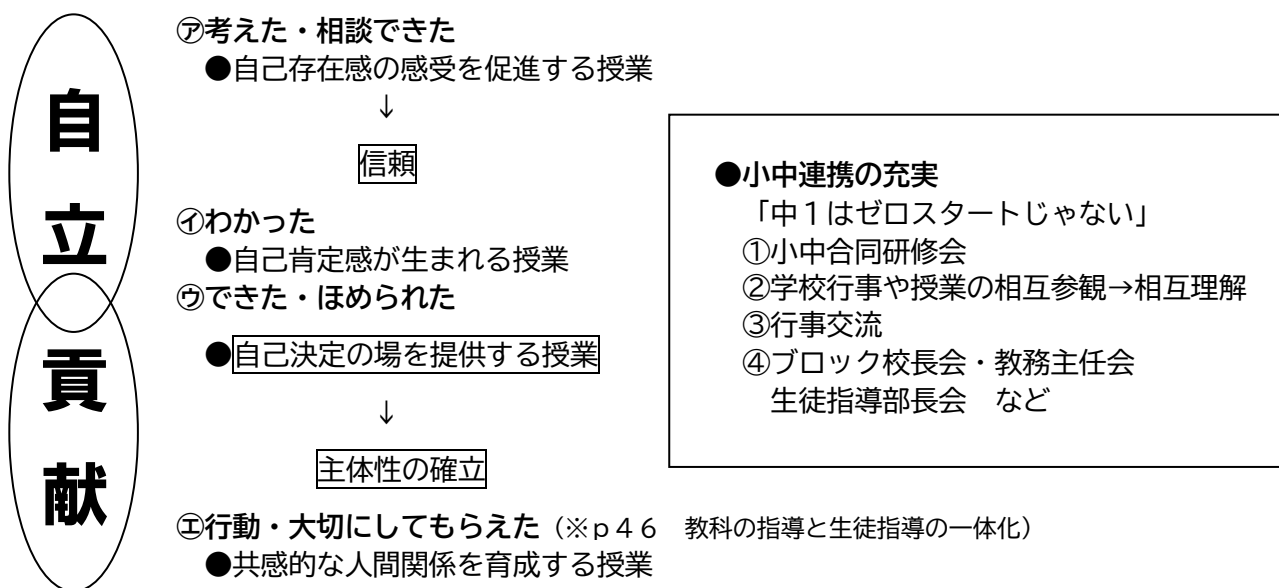 自
立
貢
献
㋐考えた・相談できた
●自己存在感の感受を促進する授業
↓
信頼
㋑わかった
●自己肯定感が生まれる授業
㋒できた・ほめられた
●自己決定の場を提供する授業
↓
主体性の確立
㋓行動・大切にしてもらえた（※p４６　教科の指導と生徒指導の一体化）
●共感的な人間関係を育成する授業
●小中連携の充実
「中１はゼロスタートじゃない」
①小中合同研修会
②学校行事や授業の相互参観→相互理解
③行事交流
④ブロック校長会・教務主任会
生徒指導部長会　など